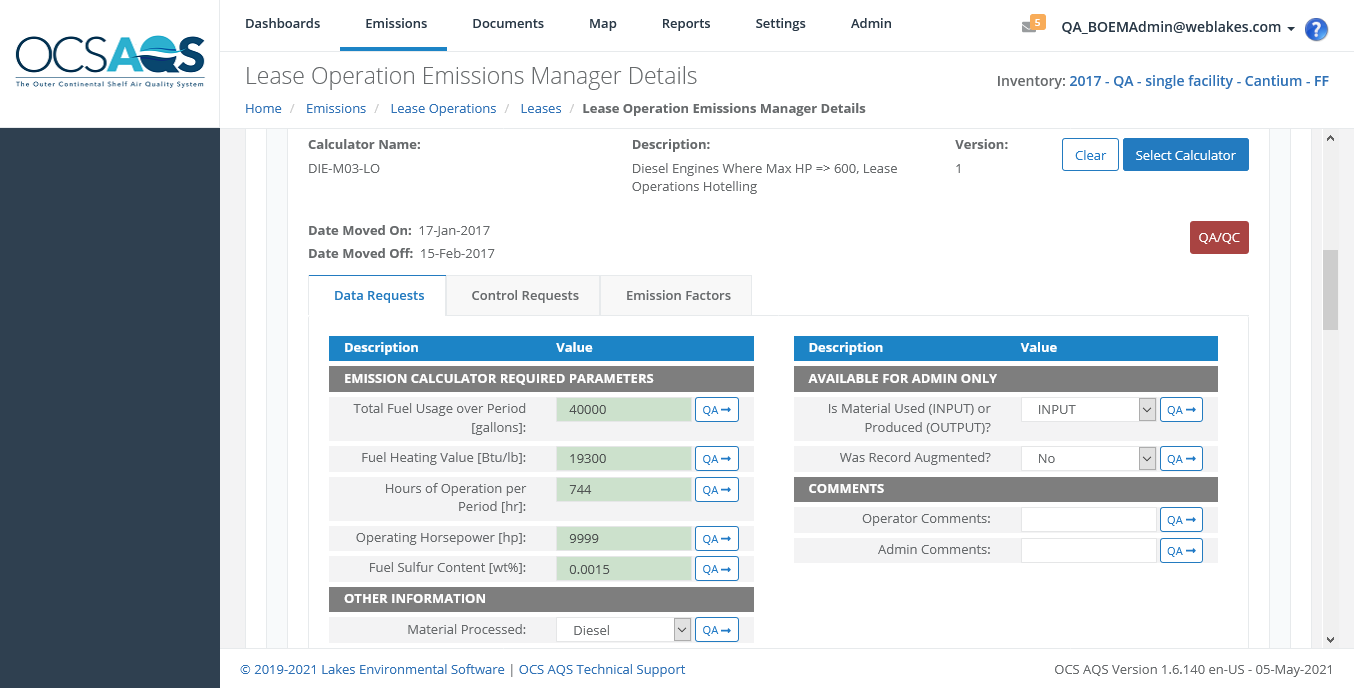 Dashboards Emissions Documents Map Reports Settings Admin 5 QA_BOEMAdmin@weblakes.com ?
OCSAQS
The Outer Continental Shelf Air Quality System
Lease Operation Emissions Manager Details
Inventory: 2017 - QA - single facility - Cantium - FF
Home / Emissions / Lease Operations / Leases / Lease Operation Emissions Manager Details
Calculator Name: Description: Version: Clear Select Calculator
DIE-M03-LO Diesel Engines Where Max HP => 600, Lease 1
Operations Hotelling
Date Moved On: 17-Jan-2017 QA/QC
Date Moved Off: 15-Feb-2017
Data Requests Control Requests Emission Factors
Description Value
EMISSION CALCULATOR REQUIRED PARAMETERS
Total Fuel Usage over Period 40000 QA→
[gallons]:
Fuel Heating Value [Btu/lb]: 19300 QA→
Hours of Operation per 744 QA→
Period [hr]:
Operating Horsepower [hp]: 9999 QA→
Fuel Sulfur Content [wt%]: 0.0015 QA→
OTHER INFORMATION
Material Processed: Diesel QA→
Description Value
AVAILABLE FOR ADMIN ONLY
Is Material Used (INPUT) or INPUT QA→
Produced (OUTPUT)?
Was Record Augmented? No QA→
COMMENTS
Operator Comments: QA→
Admin Comments: QA→
© 2019-2021 Lakes Environmental Software | OCS AQS Technical Support OCS AQS Version 1.6.140 en-US - 05-May-2021